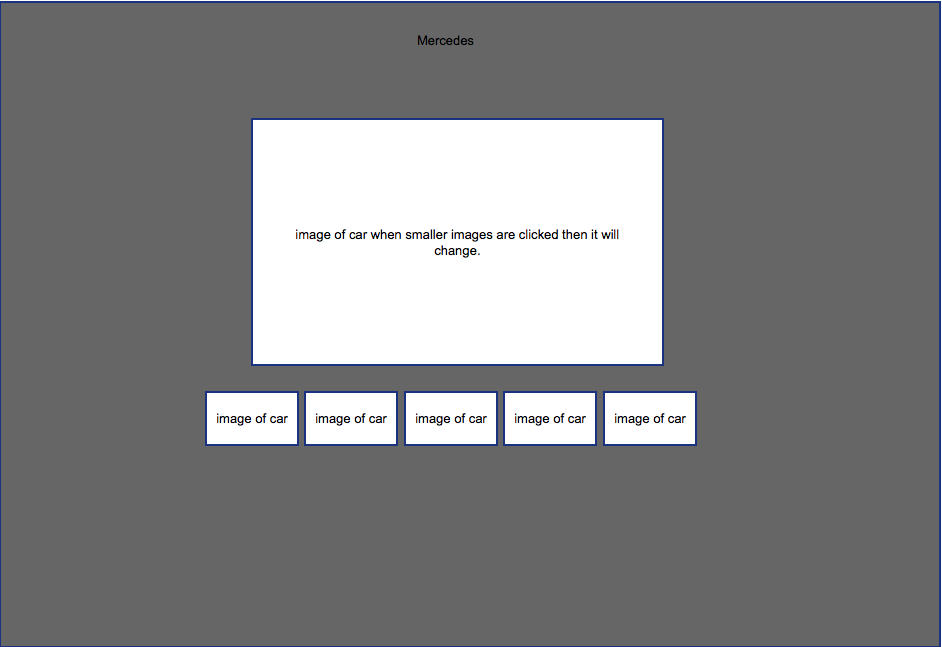 Mercedes
image of car when smaller images are clicked then it will
change.
image of car
image of car
image of car
image of car
image of car